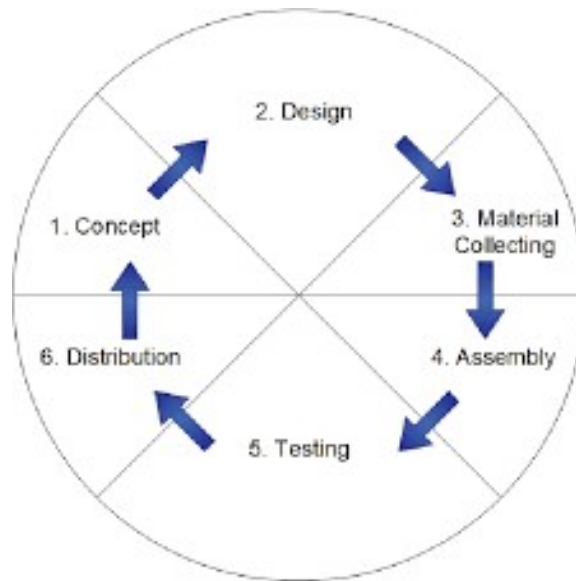 1. Concept
2. Design
3. Material
Collecting
4. Assembly
5. Testing
6. Distribution